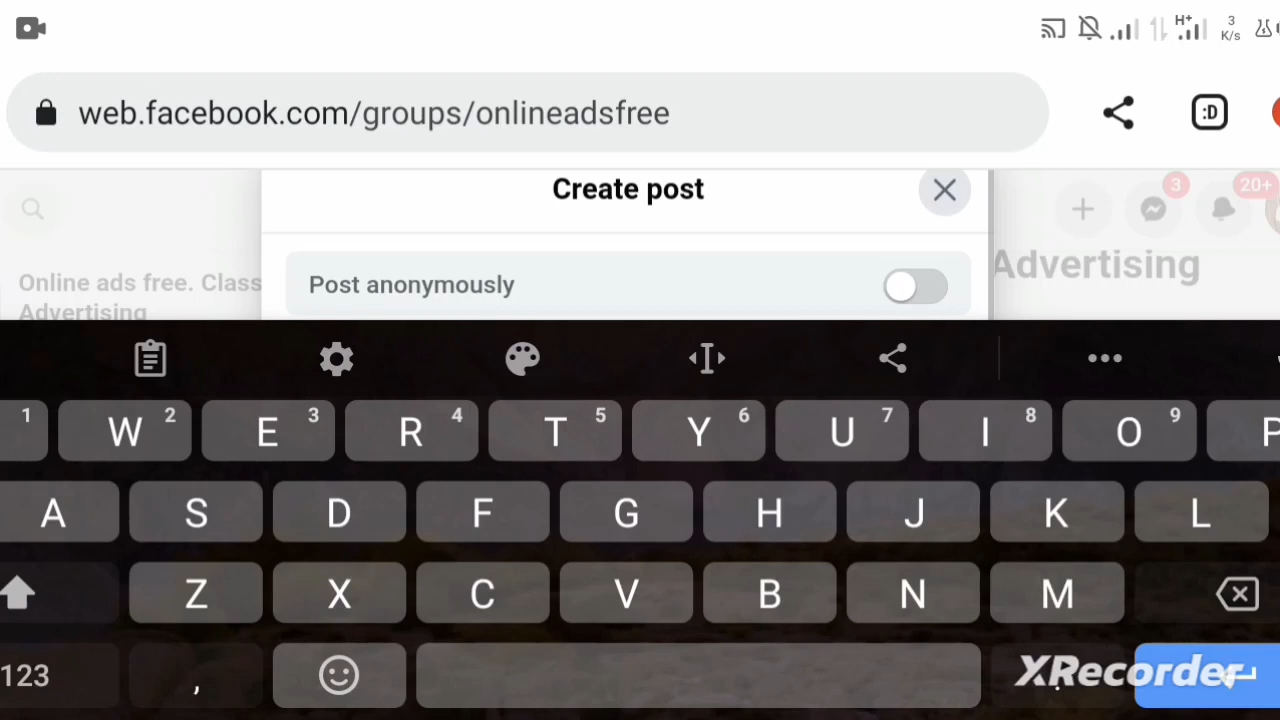 H+
3
K/s
web.facebook.com/groups/onlineadsfree
:D
Create post
3
20+
Post anonymously
Online ads free. Class
Advertising
Advertising
1 2 3 4 5 6 7 8 9
W E R T Y U I O P
A S D F G H J K L
Z X C V B N M
123 , .
XRecorder